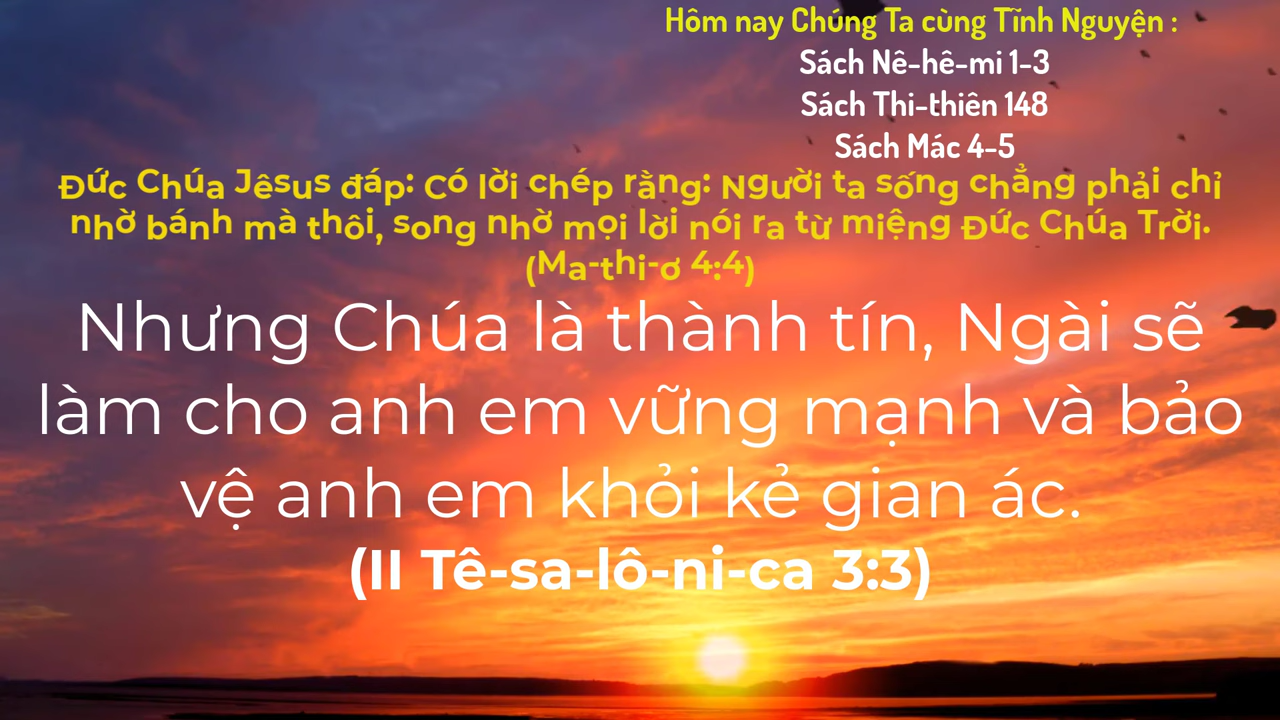 Hôm nay Chúng Ta cùng Tĩnh Nguyện :
Sách Nê-hê-mi 1-3
Sách Thi-thiên 148
Sách Mác 4-5
Đức Chúa Jêsus đáp: Có lời chép rằng: Người ta sống chẳng phải chỉ
nhờ bánh mà thôi, song nhờ mọi lời nói ra từ miệng Đức Chúa Trời.
(Ma-thi-ơ 4:4)
Nhưng Chúa là thành tín, Ngài sẽ
làm cho anh em vững mạnh và bảo
vệ anh em khỏi kẻ gian ác.
(II Tê-sa-lô-ni-ca 3:3)